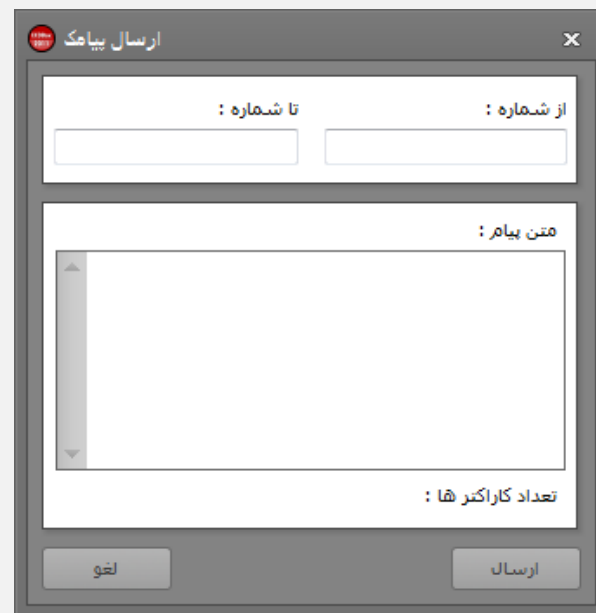 ارسال پیامک
از شماره :
تا شماره :
متن پیام :
تعداد کاراکتر ها :
ارسال
لغو